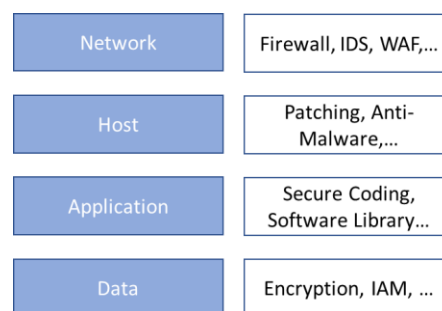 Network
Firewall, IDS, WAF,...
Host
Patching, Anti-
Malware,...
Application
Secure Coding,
Software Library...
Data
Encryption, IAM, ...